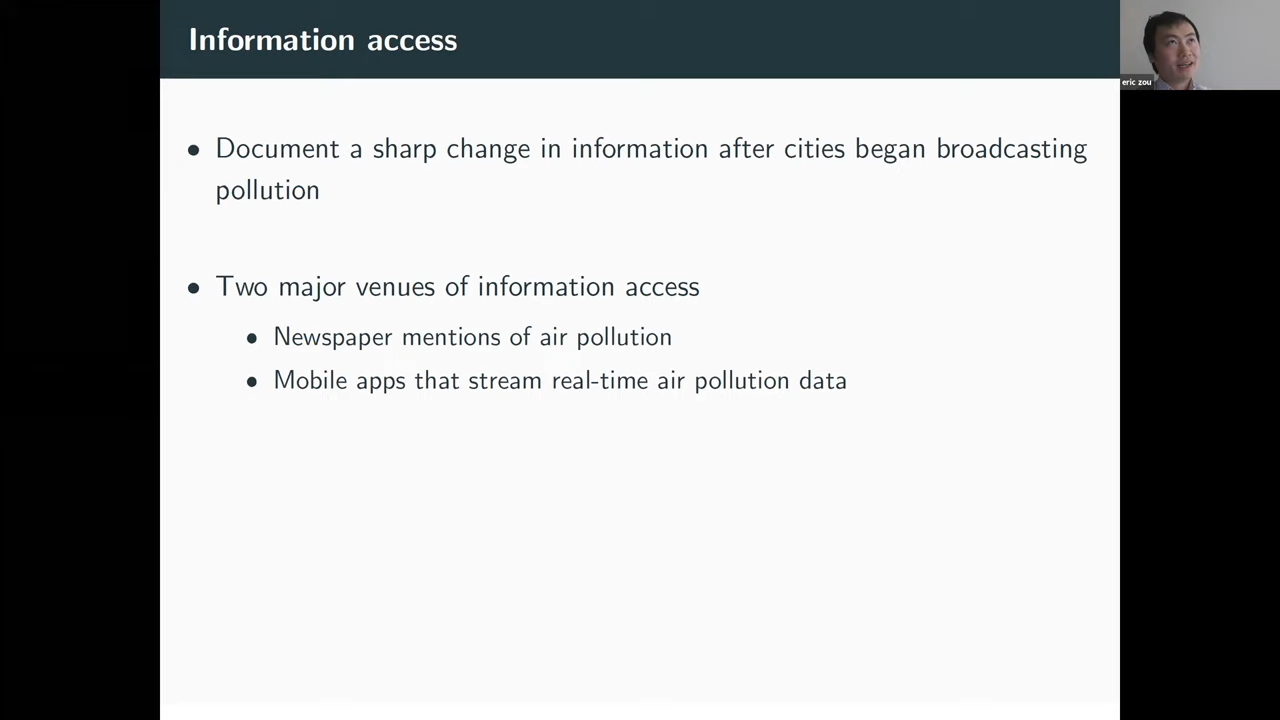 Information access
eric zou
• Document a sharp change in information after cities began broadcasting
pollution
• Two major venues of information access
• Newspaper mentions of air pollution
• Mobile apps that stream real-time air pollution data